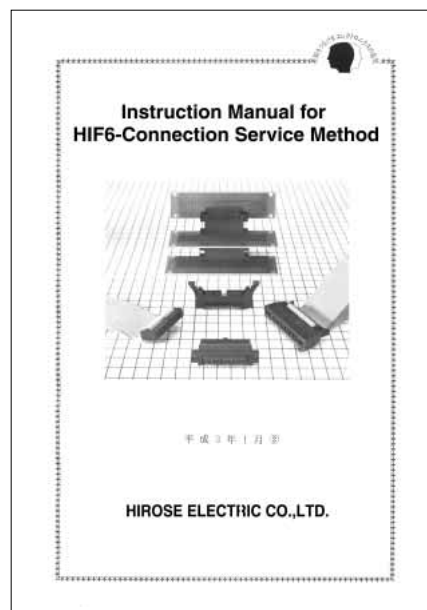 Instruction Manual for
HIF6-Connection Service Method
平成3年1月
HIROSE ELECTRIC CO.,LTD.